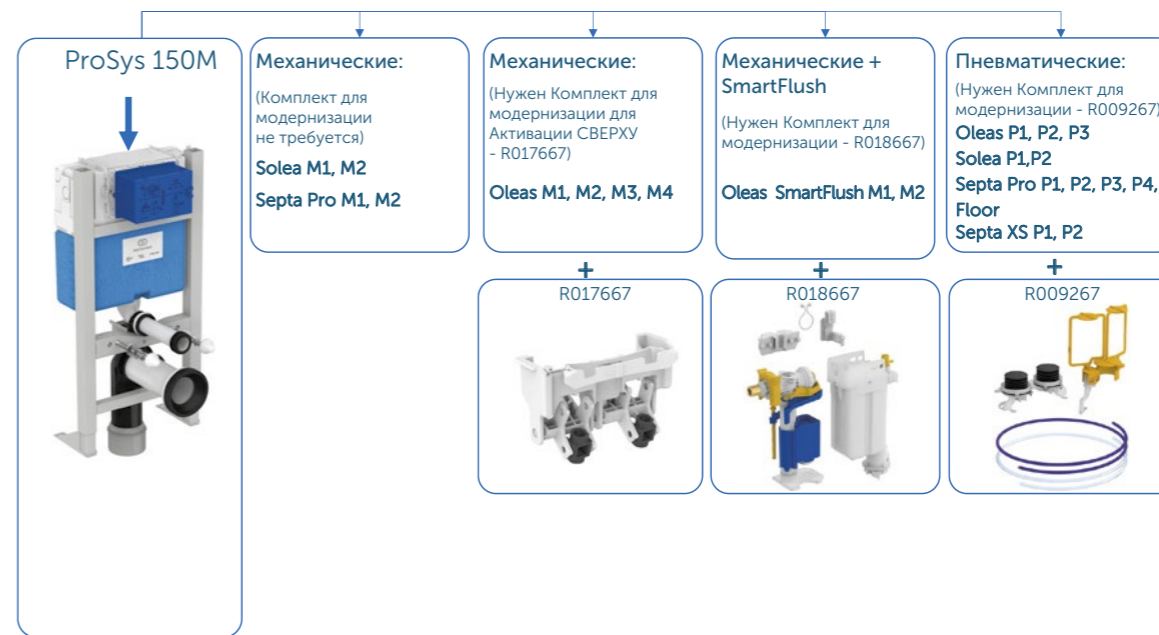 ProSys 150M
Механические:
(Комплект для
модернизации
не требуется)
Solea M1, M2
Septa Pro M1, M2
Механические:
(Нужен Комплект для
модернизации для
Активации СВЕРХУ
- R017667)
Oleas M1, M2, M3, M4
Механические +
SmartFlush
(Нужен Комплект для
модернизации - R018667)
Oleas SmartFlush M1, M2
Пневматические:
(Нужен Комплект для
модернизации - R009267)
Oleas P1, P2, P3
Solea P1,P2
Septa Pro P1, P2, P3, P4,
Floor
Septa XS P1, P2
+
R017667
+
R018667
+
R009267